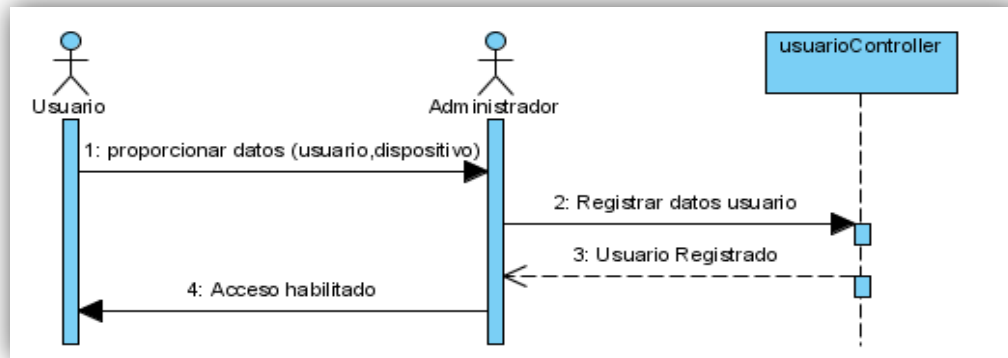 usuarioController
Usuario
Administrador
1: proporcionar datos (usuario,dispositivo)
2: Registrar datos usuario
3: Usuario Registrado
4: Acceso habilitado